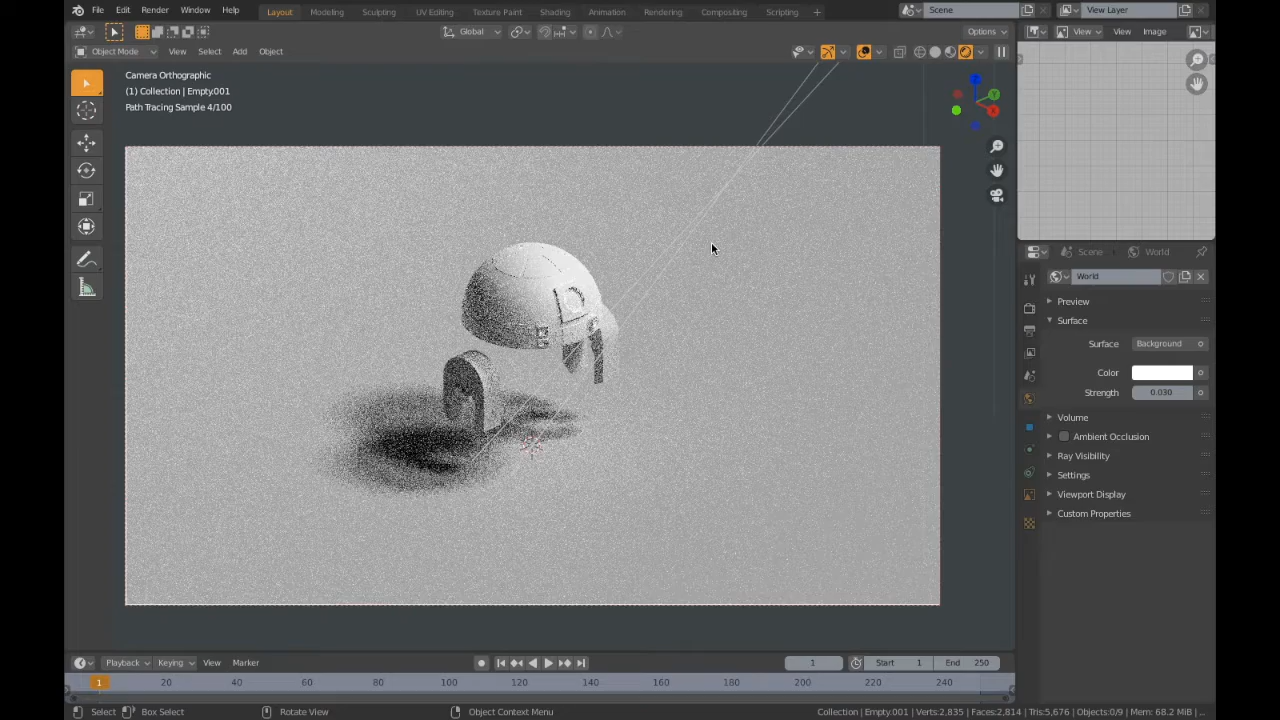 File Edit Render Window Help Layout Modeling Sculpting UV Editing Texture Paint Shading Animation Rendering Compositing Scripting + Scene View Layer
Global Options View View Image
Object Mode View Select Add Object
Camera Orthographic
(1) Collection | Empty.001
Path Tracing Sample 4/100
Z
Y
X
Scene World
World
Preview
Surface
Surface Background
Color
Strength 0.030
Volume
Ambient Occlusion
Ray Visibility
Settings
Viewport Display
Custom Properties
Playback Keying View Marker 1 Start 1 End 250
1 20 40 60 80 100 120 140 160 180 200 220 240
Select Box Select Rotate View Object Context Menu Collection | Empty.001 | Verts:2,835 | Faces:2,814 | Tris:5,676 | Objects:0/9 | Mem: 68.2 MiB | ..